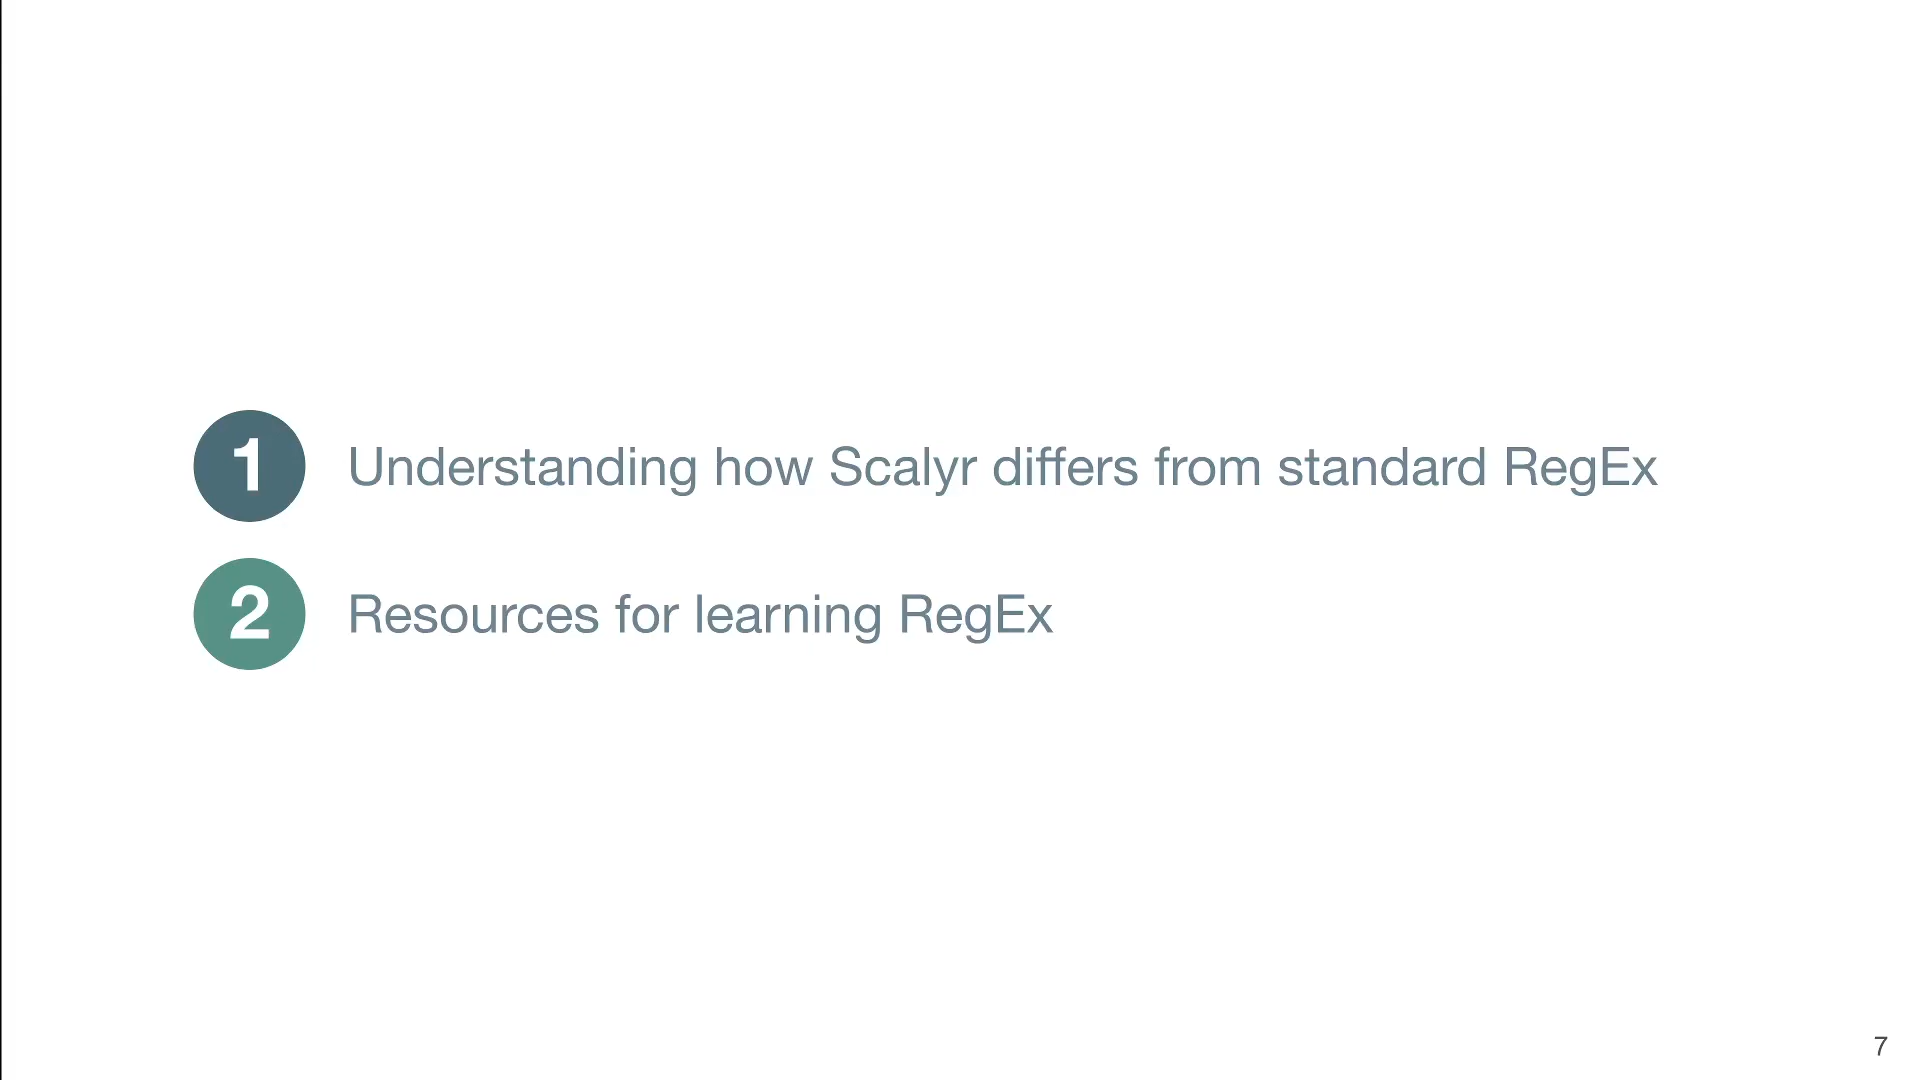 1 Understanding how Scalyr differs from standard RegEx
2 Resources for learning RegEx
7